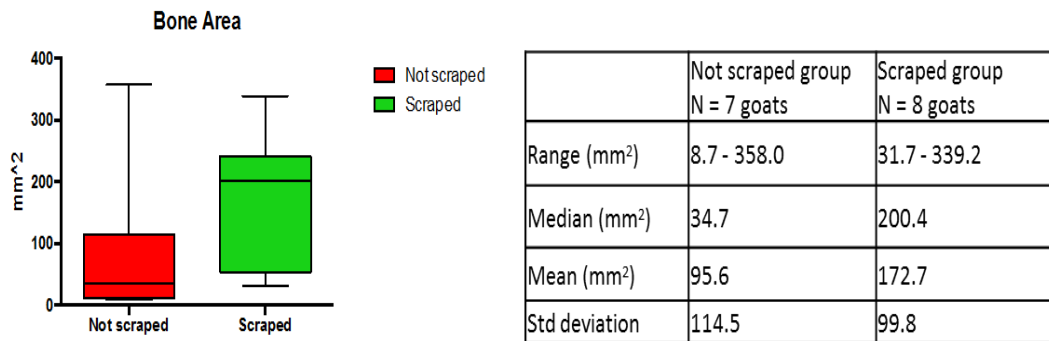 Bone Area
400
300
200
100
0
mm^2
Not scraped
Scraped
Not scraped
Scraped
Not scraped group Scraped group
N = 7 goats N = 8 goats
Range (mm²) 8.7 - 358.0 31.7 - 339.2
Median (mm²) 34.7 200.4
Mean (mm²) 95.6 172.7
Std deviation 114.5 99.8